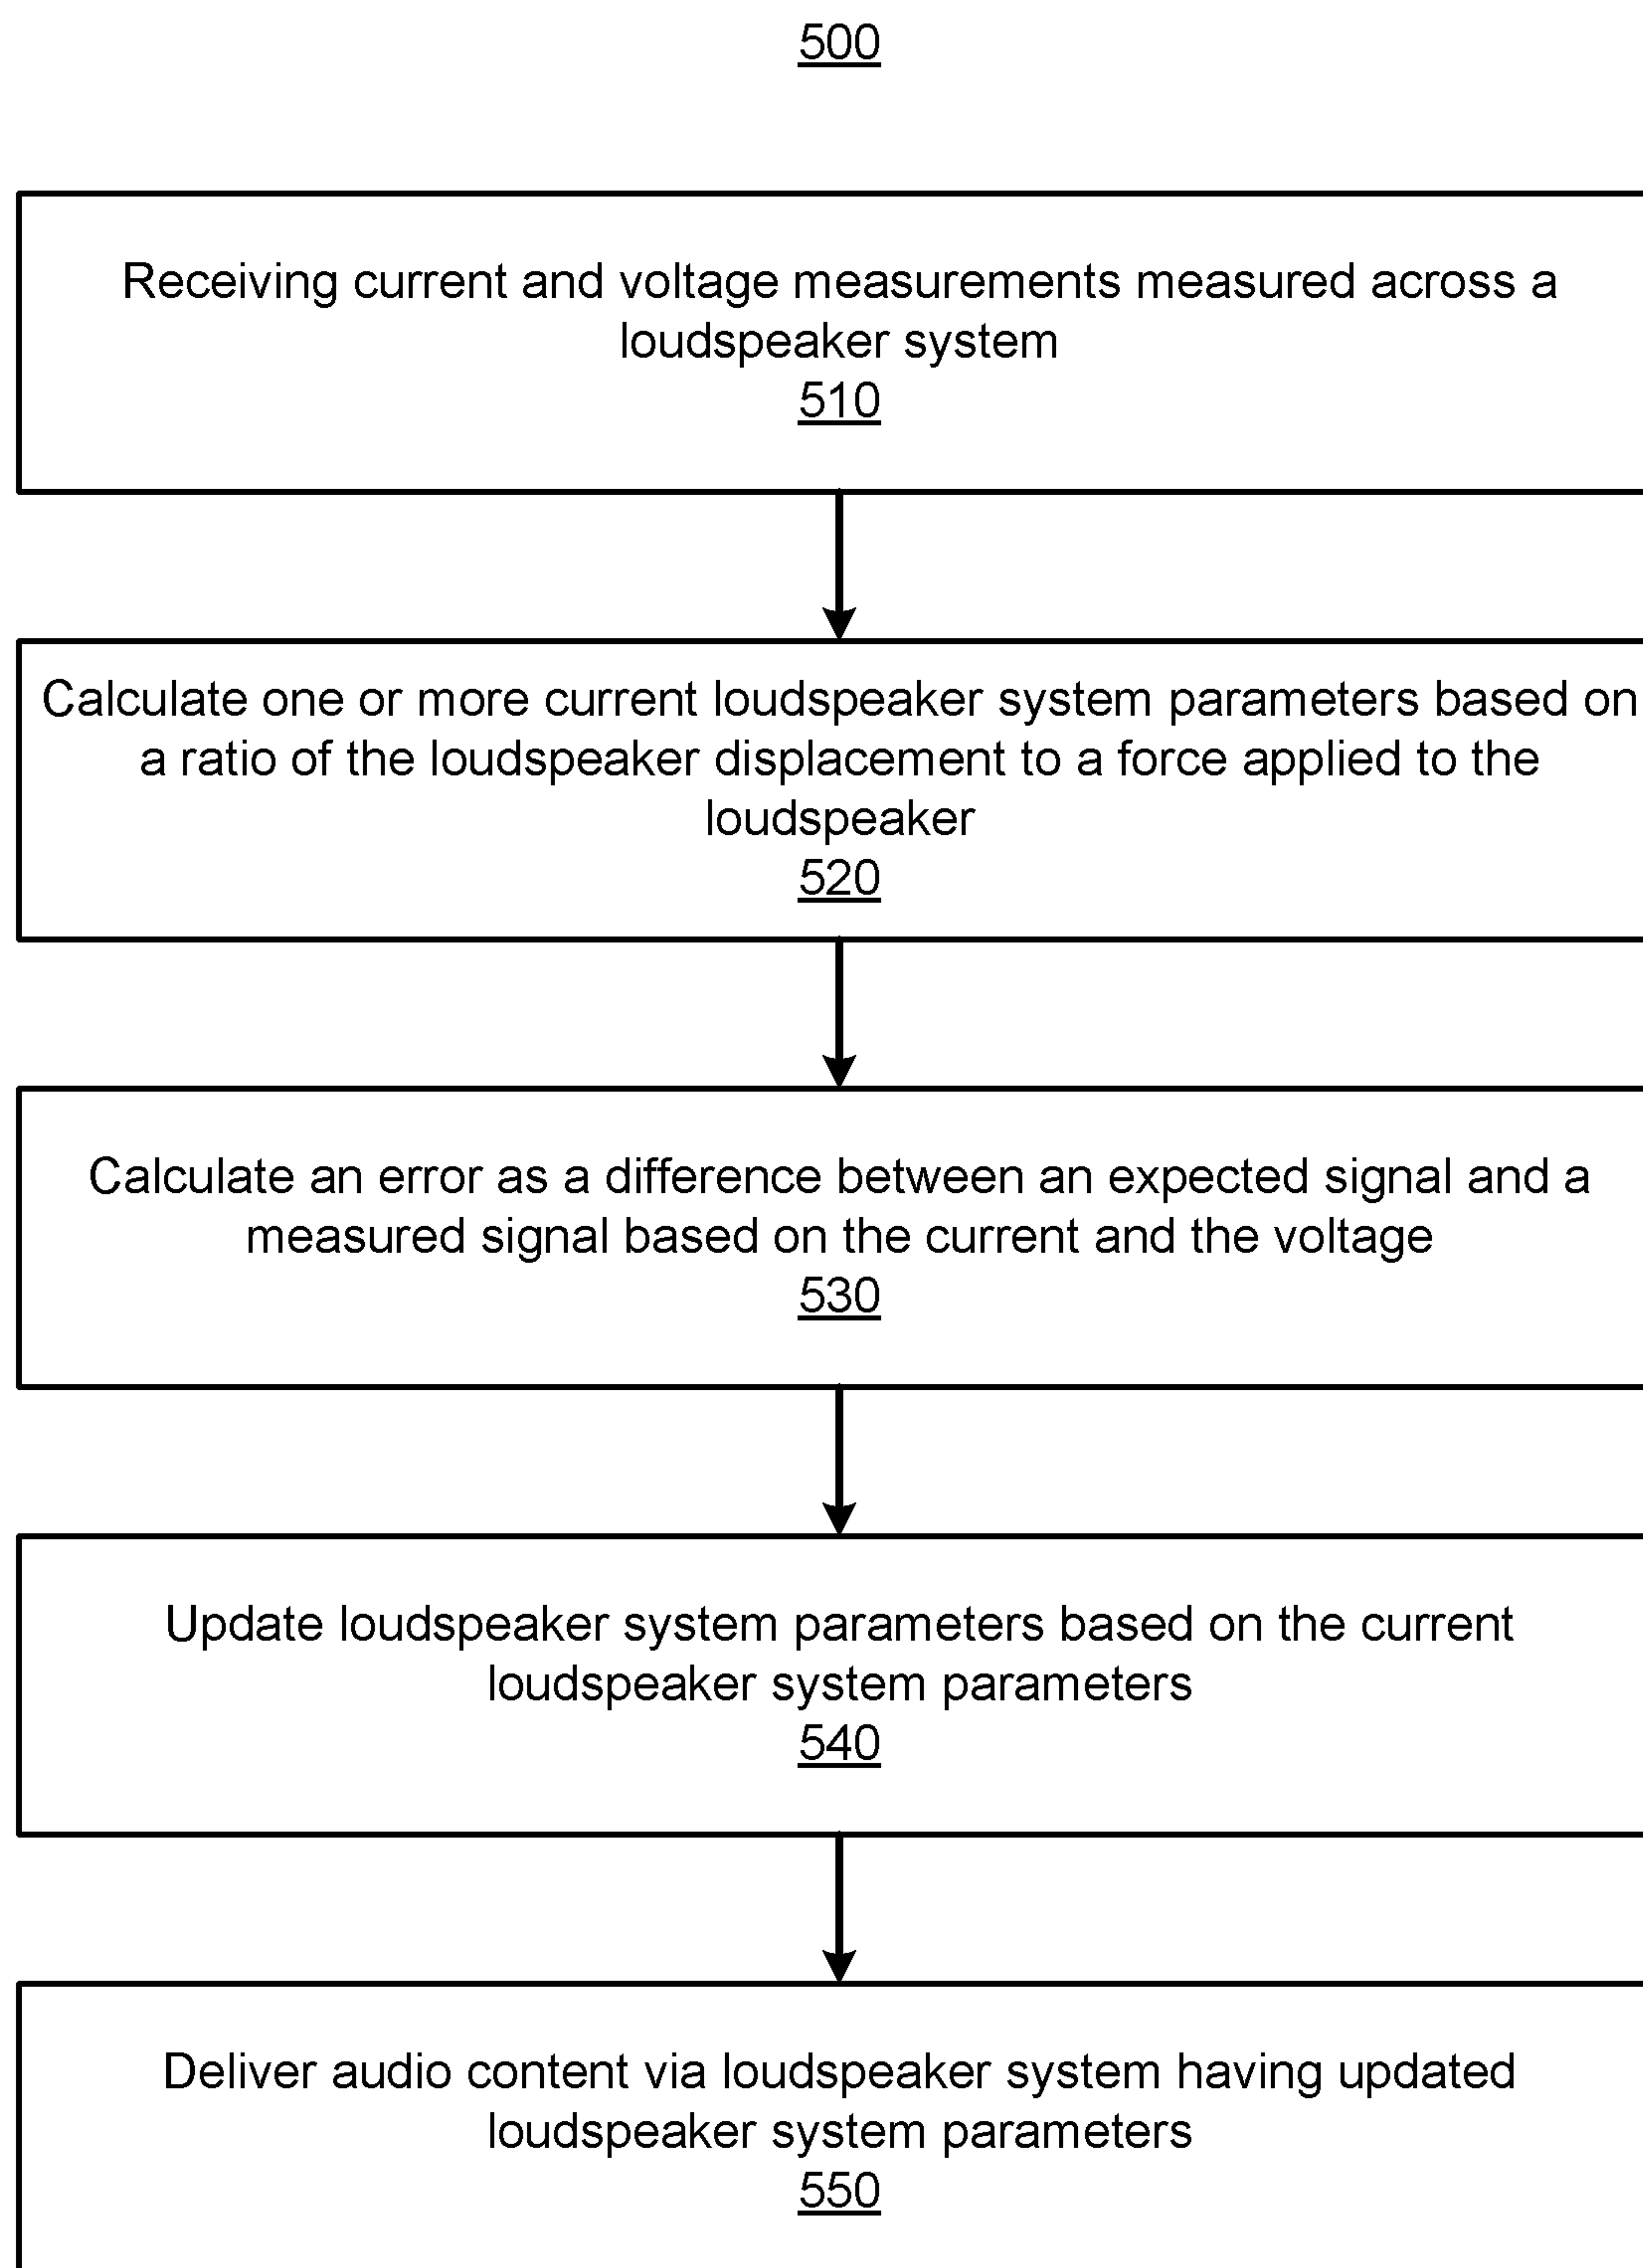 500
Receiving current and voltage measurements measured across a
loudspeaker system
510
Calculate one or more current loudspeaker system parameters based on
a ratio of the loudspeaker displacement to a force applied to the
loudspeaker
520
Calculate an error as a difference between an expected signal and a
measured signal based on the current and the voltage
530
Update loudspeaker system parameters based on the current
loudspeaker system parameters
540
Deliver audio content via loudspeaker system having updated
loudspeaker system parameters
550